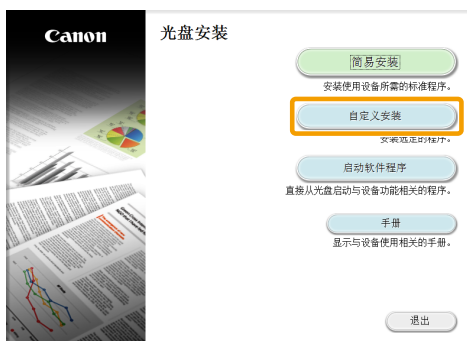 Canon
光盘安装
简易安装
安装使用设备所需的标准程序。
自定义安装
安装选定的程序。
启动软件程序
直接从光盘启动与设备功能相关的程序。
手册
显示与设备使用相关的手册。
退出